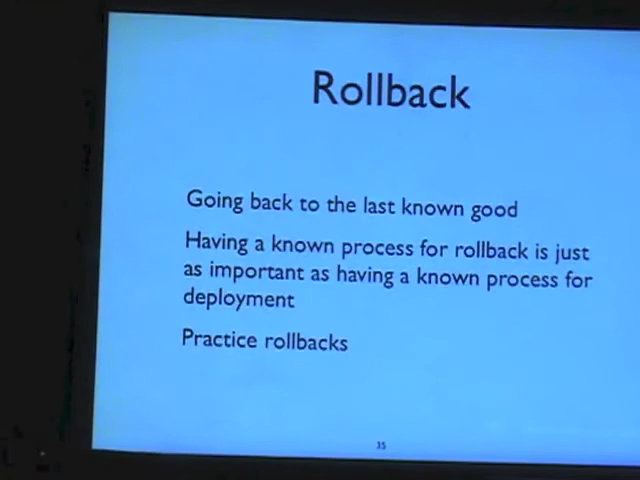 Rollback
Going back to the last known good
Having a known process for rollback is just
as important as having a known process for
deployment
Practice rollbacks
35